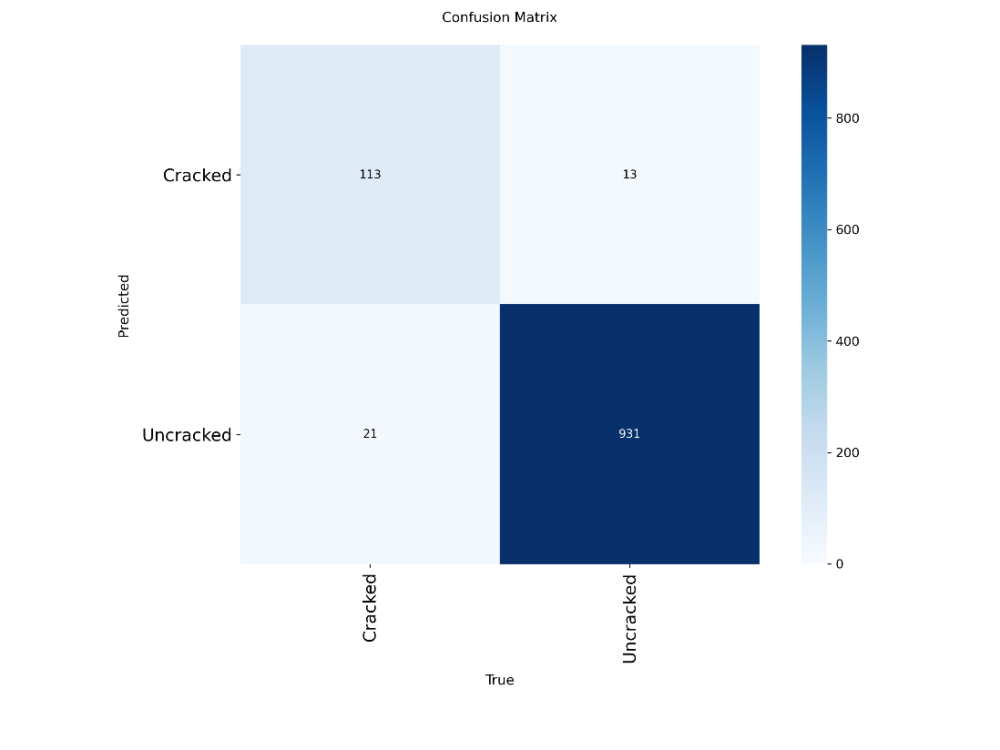 Confusion Matrix
Cracked
113
13
800
600
Predicted
400
Uncracked
21
931
200
0
Cracked
Uncracked
True